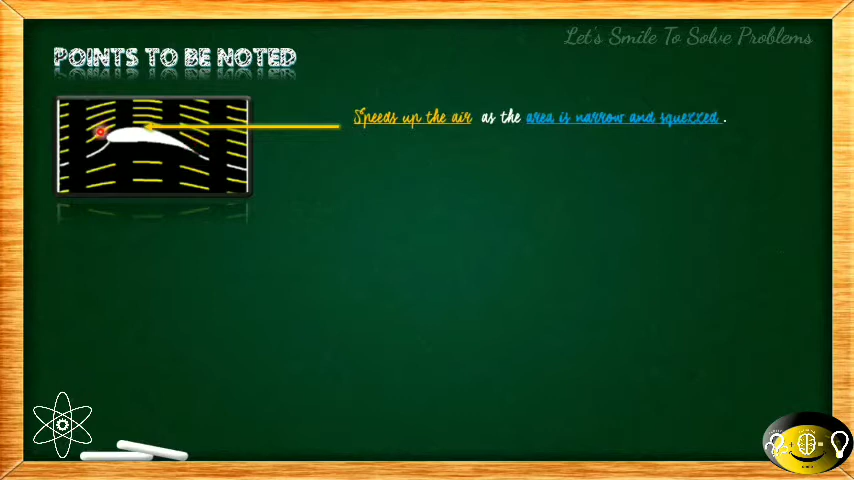 Let's Smile To Solve Problems
POINTS TO BE NOTED
Speeds up the air as the area is narrow and squezzed .